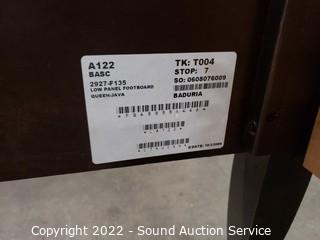 A122
TK: T004
BASC
STOP: 7
2927-F135
SO: 0608076009
LOW PANEL FOOTBOARD
QUEEN-JAVA
BADURIA
Copyright 2022 - Sound Auction Service